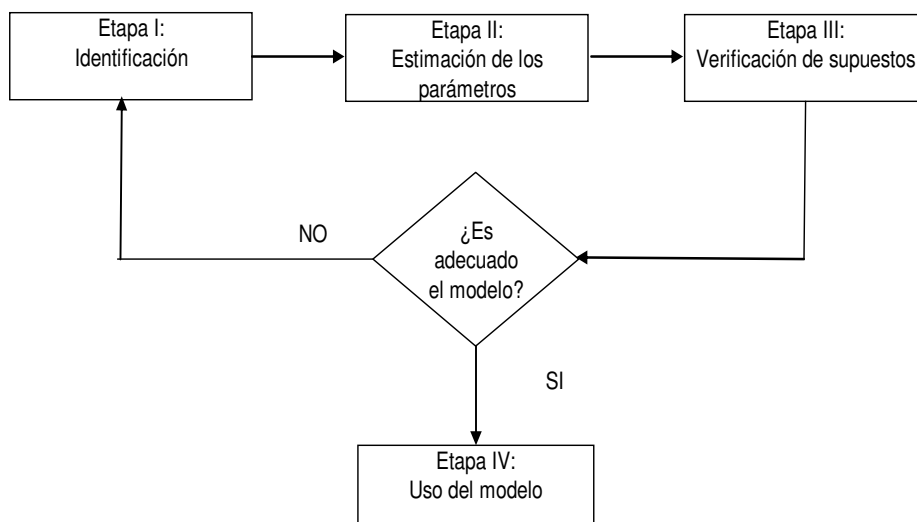 Etapa I:
Identificación
Etapa II:
Estimación de los
parámetros
Etapa III:
Verificación de supuestos
NO
¿Es
adecuado
el modelo?
SI
Etapa IV:
Uso del modelo